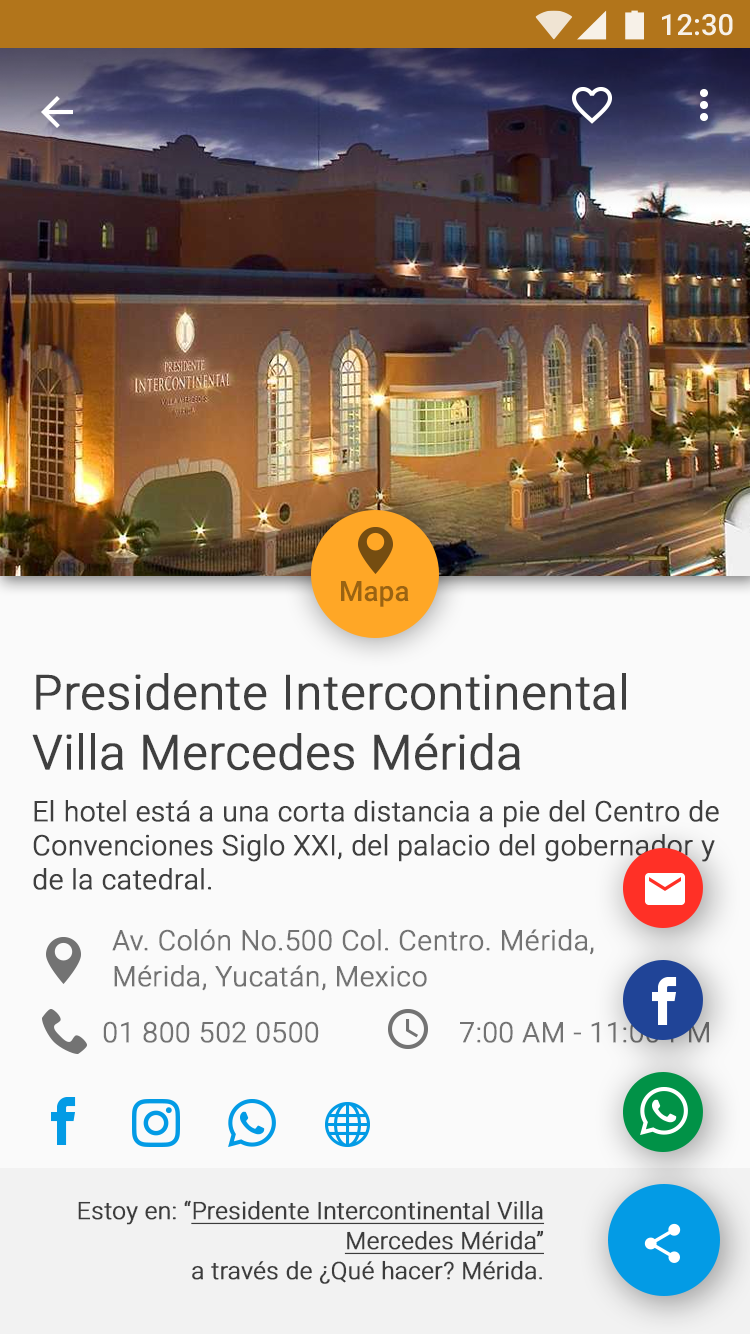 12:30
PRESIDENTE
INTERCONTINENTAL
VILLA MERCEDES
MERIDA
Mapa
Presidente Intercontinental
Villa Mercedes Mérida
El hotel está a una corta distancia a pie del Centro de
Convenciones Siglo XXI, del palacio del gobernador y
de la catedral.
Av. Colón No.500 Col. Centro. Mérida,
Mérida, Yucatán, Mexico
01 800 502 0500
7:00 AM - 11:00 PM
Estoy en: “Presidente Intercontinental Villa
Mercedes Mérida”
a través de ¿Qué hacer? Mérida.